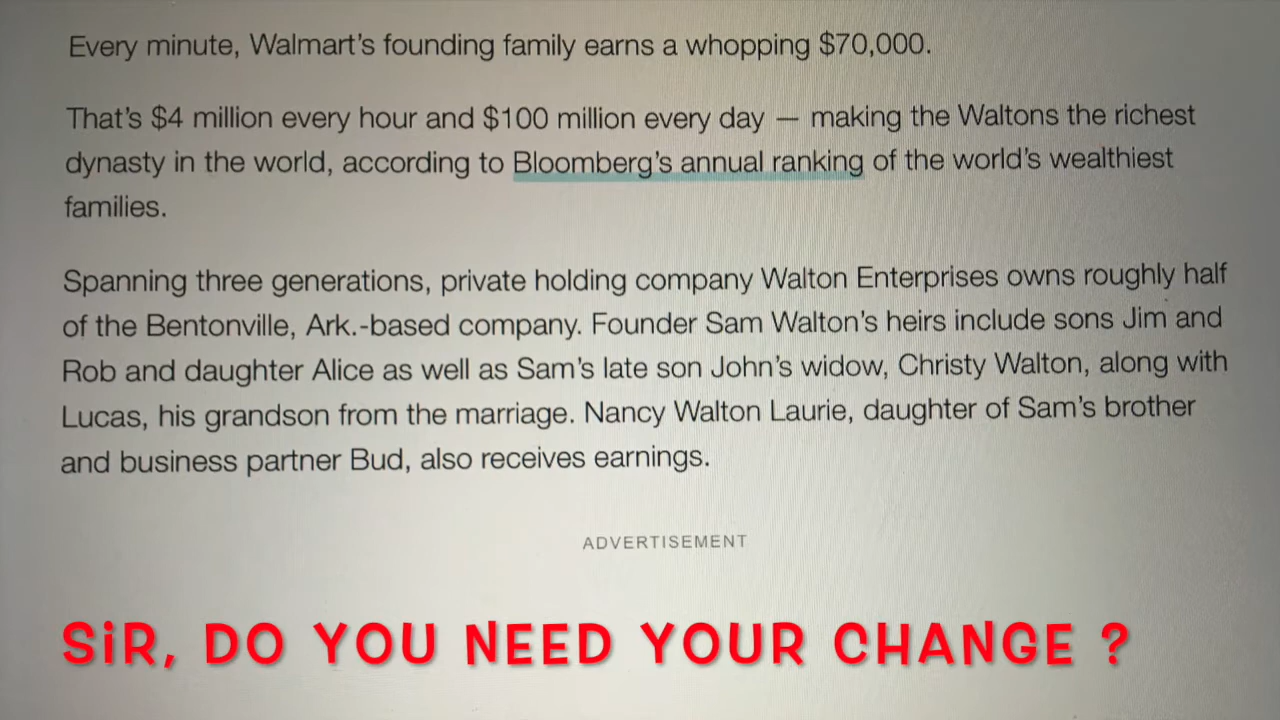 Every minute, Walmart's founding family earns a whopping $70,000.
That's $4 million every hour and $100 million every day — making the Waltons the richest
dynasty in the world, according to Bloomberg's annual ranking of the world's wealthiest
families.
Spanning three generations, private holding company Walton Enterprises owns roughly half
of the Bentonville, Ark.-based company. Founder Sam Walton's heirs include sons Jim and
Rob and daughter Alice as well as Sam's late son John's widow, Christy Walton, along with
Lucas, his grandson from the marriage. Nancy Walton Laurie, daughter of Sam's brother
and business partner Bud, also receives earnings.
ADVERTISEMENT
SiR, DO YOU NEED YOUR CHANGE ?